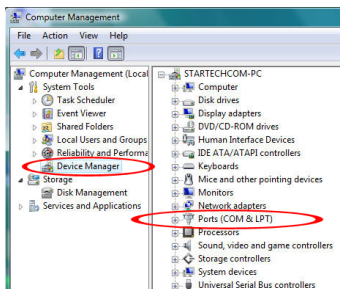 Computer Management
File Action View Help
Computer Management (Local
System Tools
Task Scheduler
Event Viewer
Shared Folders
Local Users and Groups
Reliability and Performa
Device Manager
Storage
Disk Management
Services and Applications
STARTECHCOM-PC
Computer
Disk drives
Display adapters
DVD/CD-ROM drives
Human Interface Devices
IDE ATA/ATAPI controllers
Keyboards
Mice and other pointing devices
Monitors
Network adapters
Ports (COM & LPT)
Processors
Sound, video and game controllers
Storage controllers
System devices
Universal Serial Bus controllers